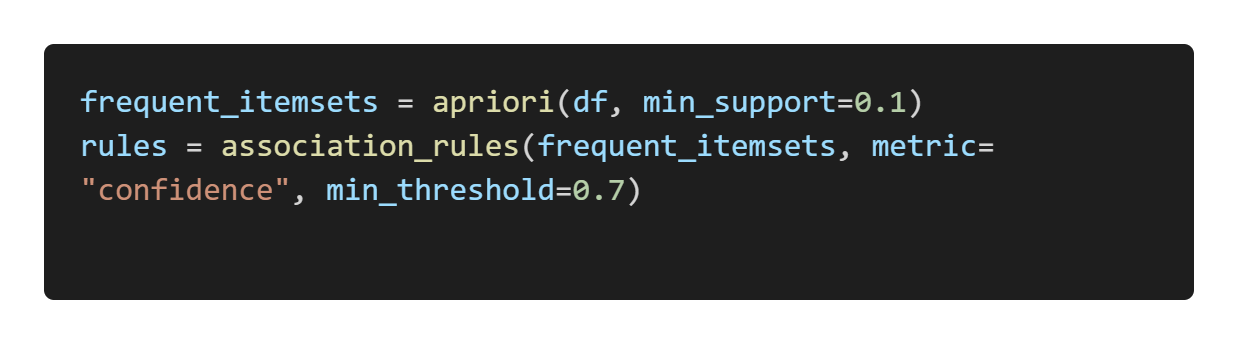 frequent_itemsets = apriori(df, min_support=0.1)
rules = association_rules(frequent_itemsets, metric=
"confidence", min_threshold=0.7)